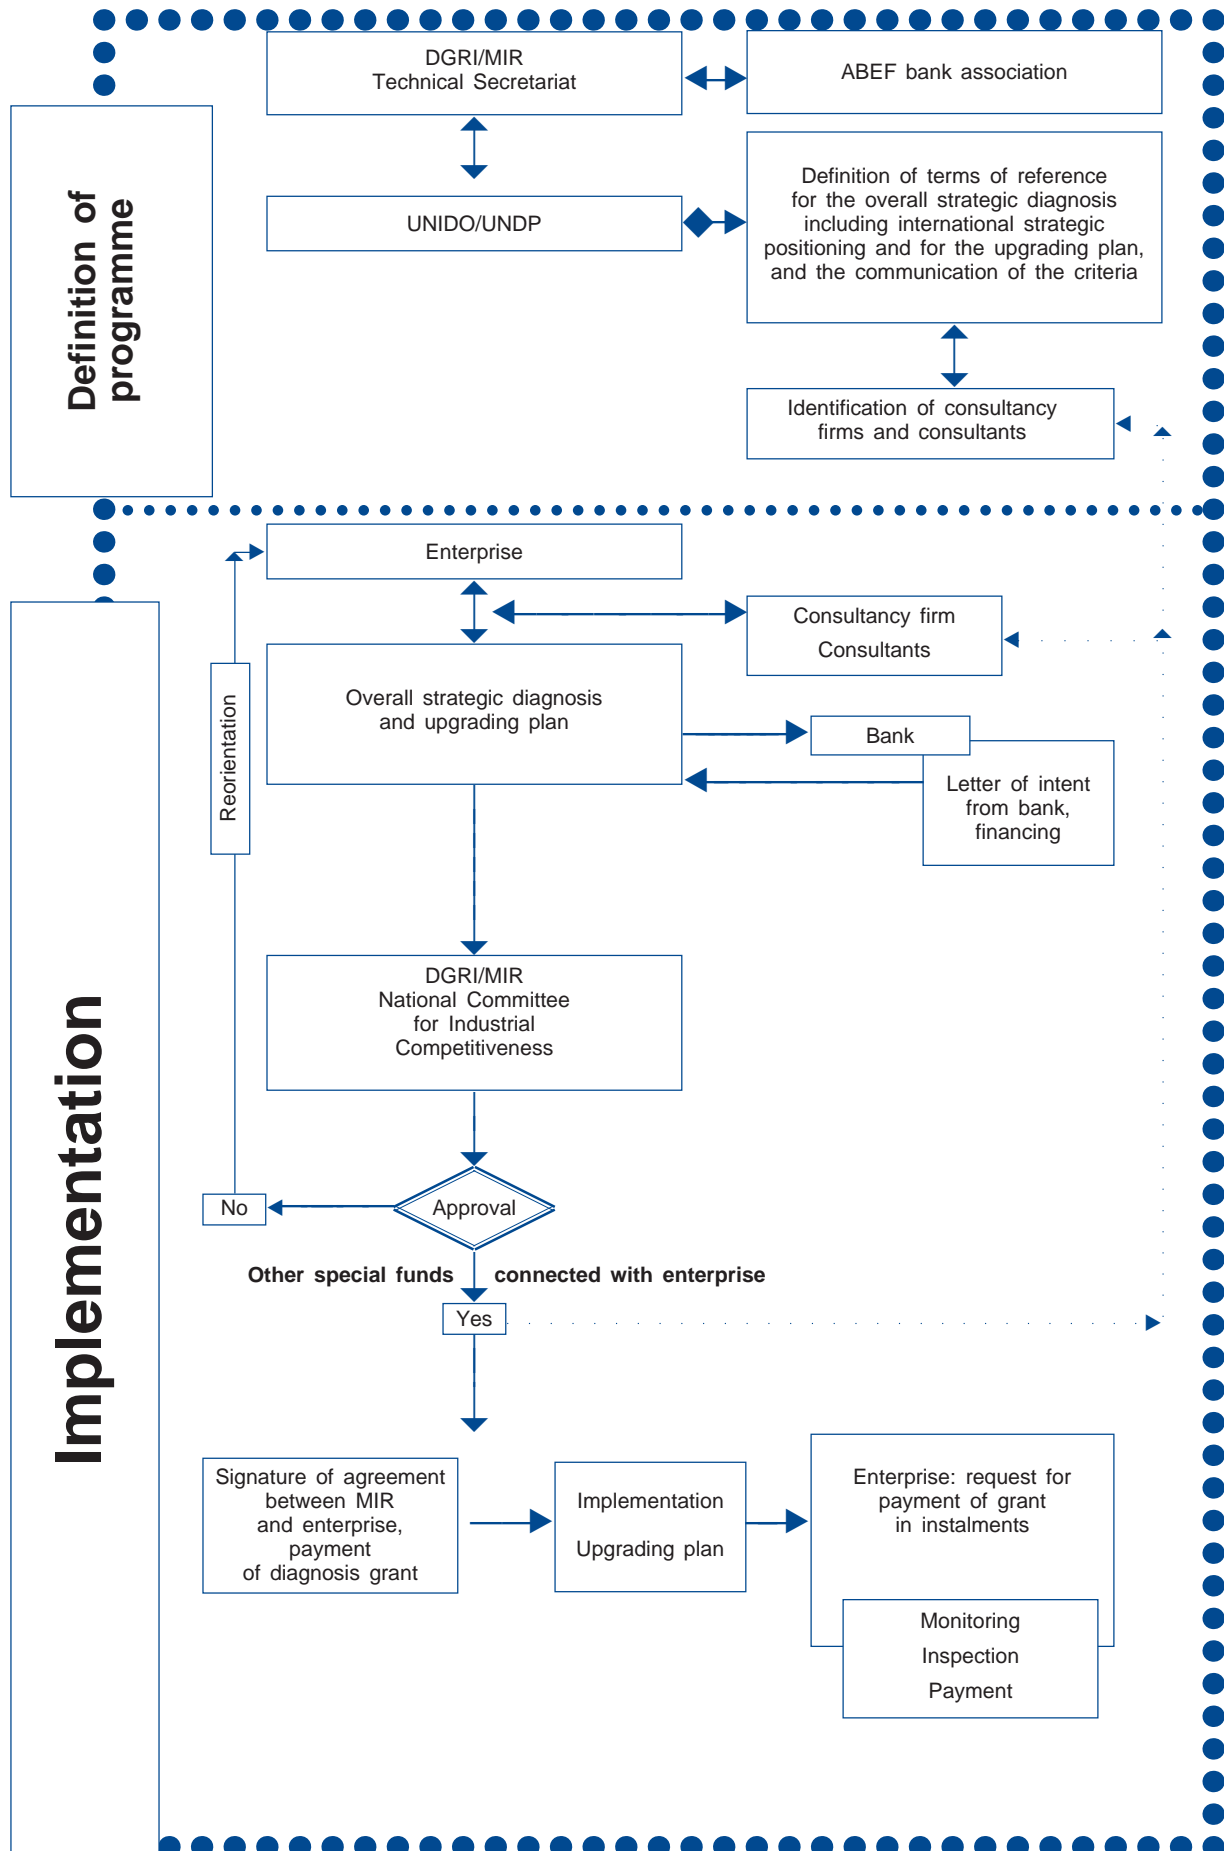 DGRI/MIR
Technical Secretariat
ABEF bank association
Definition of
programme
UNIDO/UNDP
Definition of terms of reference
for the overall strategic diagnosis
including international strategic
positioning and for the upgrading plan,
and the communication of the criteria
Identification of consultancy
firms and consultants
Implementation
Enterprise
Consultancy firm
Consultants
Reorientation
Overall strategic diagnosis
and upgrading plan
Bank
Letter of intent
from bank,
financing
DGRI/MIR
National Committee
for Industrial
Competitiveness
Approval
No
Other special funds connected with enterprise
Yes
Signature of agreement
between MIR
and enterprise,
payment
of diagnosis grant
Implementation
Upgrading plan
Enterprise: request for
payment of grant
in instalments
Monitoring
Inspection
Payment